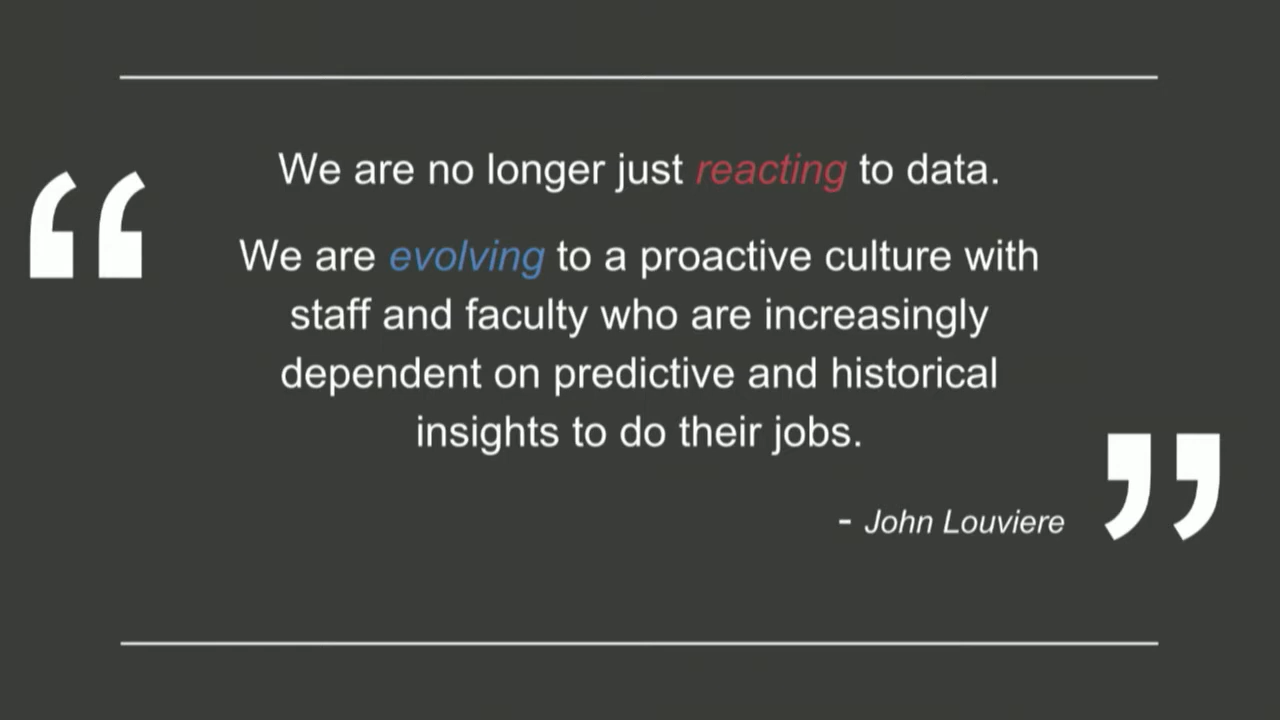 “
We are no longer just reacting to data.
We are evolving to a proactive culture with
staff and faculty who are increasingly
dependent on predictive and historical
insights to do their jobs.
- John Louviere
”